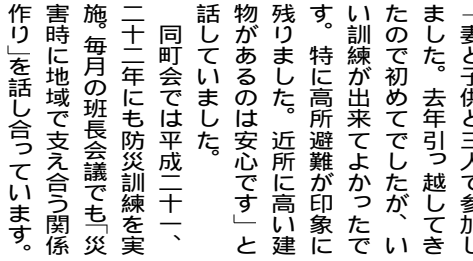 「妻と子供と三人で参加し
ました。去年引っ越してき
たので初めてでしたが、い
い訓練が出来てよかったで
す。特に高所避難が印象に
残りました。近所に高い建
物があるのは安心です」と
話していました。
　同町会では平成二十一、
二十二年にも防災訓練を実
施。毎月の班長会議でも「災
害時に地域で支え合う関係
作り」を話し合っています。